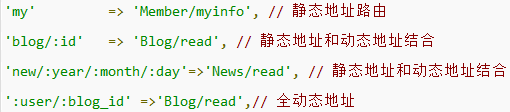 'my'        => 'Member/myinfo', // 静态地址路由
'blog/:id'   => 'Blog/read', // 静态地址和动态地址结合
'new/:year/:month/:day'=>'News/read', // 静态地址和动态地址结合
':user/:blog_id' =>'Blog/read',// 全动态地址